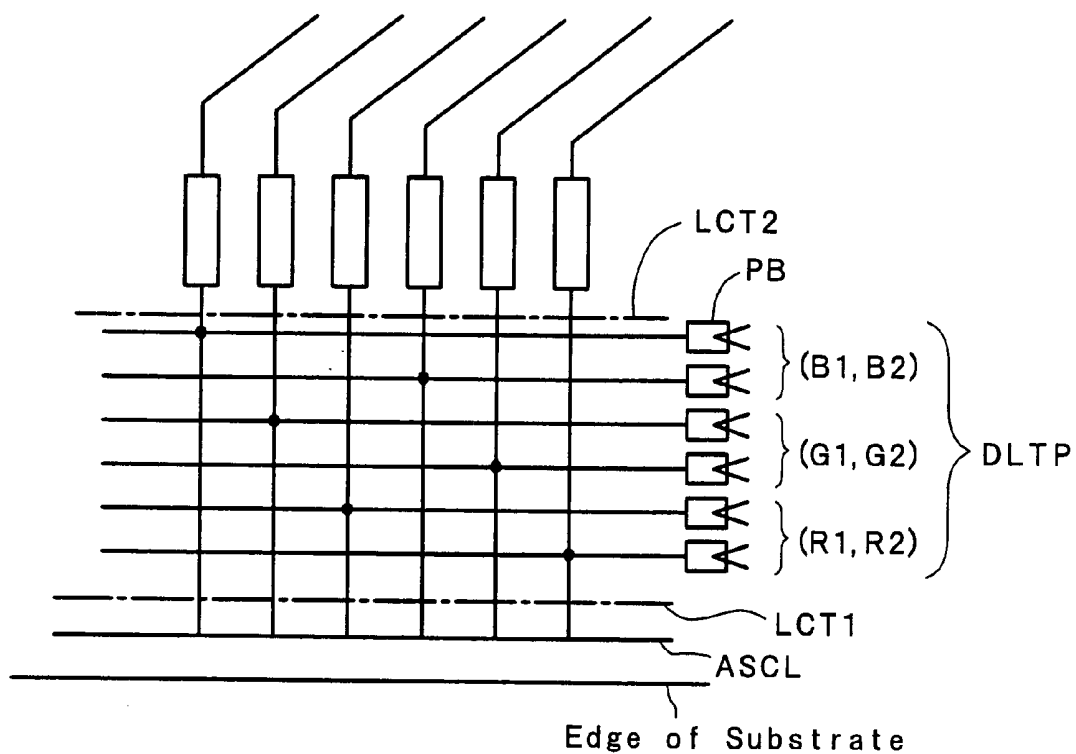 LCT2
PB
(B1, B2)
(G1, G2)
DLTP
(R1, R2)
LCT1
ASCL
Edge of Substrate